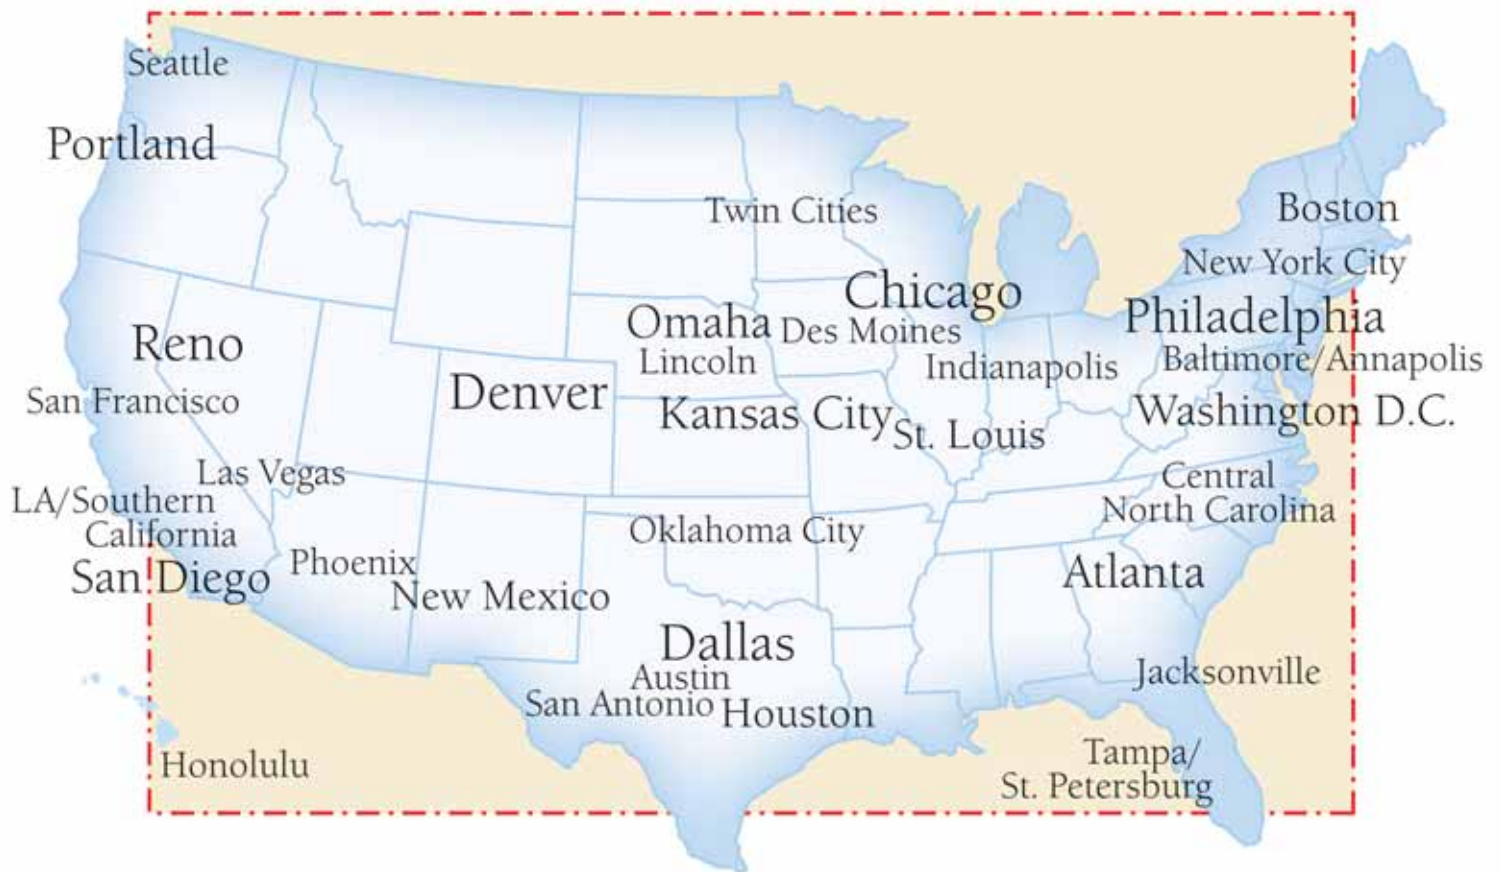 Seattle
Portland
Twin Cities
Boston
New York City
Chicago
Omaha
Des Moines
Philadelphia
Reno
Lincoln
Indianapolis
Baltimore/Annapolis
Denver
San Francisco
Kansas City
St. Louis
Washington D.C.
Las Vegas
LA/Southern
California
Central
North Carolina
Oklahoma City
Phoenix
San Diego
New Mexico
Atlanta
Dallas
Austin
San Antonio
Houston
Jacksonville
Honolulu
Tampa/
St. Petersburg